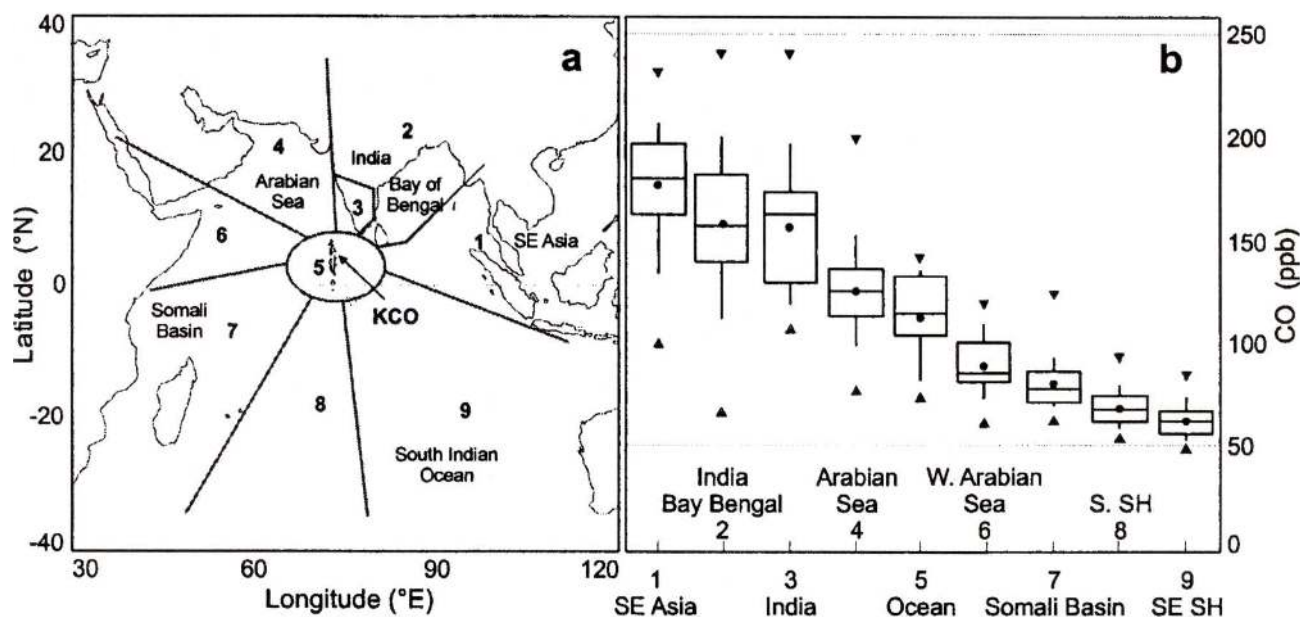 a
40
20
0
-20
-40
Latitude (°N)
30
60
90
120
Longitude (°E)
2
4
India
Arabian
Sea
Bay of
Bengal
3
6
1
SE Asia
5
KCO
Somali
Basin
7
8
9
South Indian
Ocean
b
250
200
150
100
50
0
CO (ppb)
India
Bay Bengal
2
Arabian
Sea
4
W. Arabian
Sea
6
S. SH
8
1
SE Asia
3
India
5
Ocean
7
Somali Basin
9
SE SH